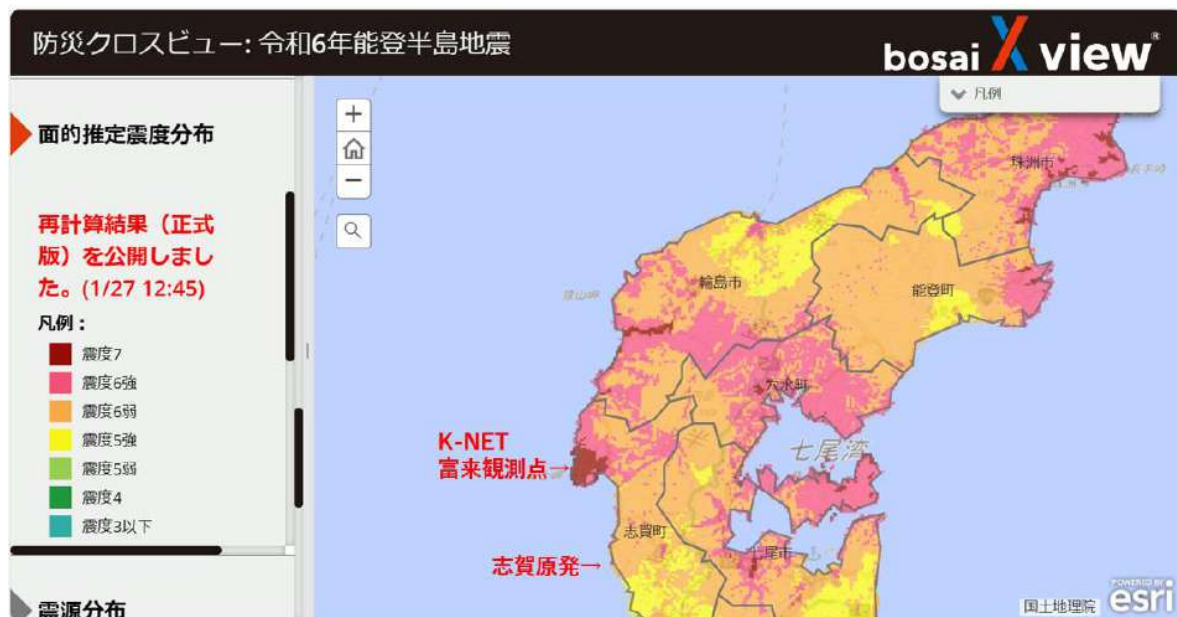 防災クロスビュー: 令和6年能登半島地震
bosai X view®
凡例
面的推定震度分布
再計算結果（正式
版）を公開しまし
た。(1/27 12:45)
凡例：
震度7
震度6強
震度6弱
震度5強
震度5弱
震度4
震度3以下
震源分布
珠洲市
輪島市
能登町
穴水町
七尾湾
K-NET
富来観測点→
志賀町
七尾市
志賀原発→
国土地理院
POWERED BY
esri